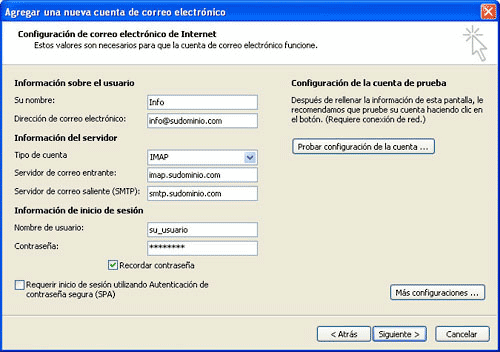 Agregar una nueva cuenta de correo electrónico
Configuración de correo electrónico de Internet
Estos valores son necesarios para que la cuenta de correo electrónico funcione.
Información sobre el usuario
Su nombre: Info
Dirección de correo electrónico: info@sudominio.com
Información del servidor
Tipo de cuenta IMAP
Servidor de correo entrante: imap.sudominio.com
Servidor de correo saliente (SMTP): smtp.sudominio.com
Información de inicio de sesión
Nombre de usuario: su_usuario
Contraseña: ********
Recordar contraseña
Requerir inicio de sesión utilizando Autenticación de
contraseña segura (SPA)
Configuración de la cuenta de prueba
Después de rellenar la información de esta pantalla, le
recomendamos que pruebe su cuenta haciendo clic en
el botón. (Requiere conexión de red.)
Probar configuración de la cuenta ...
Más configuraciones ...
< Atrás Siguiente > Cancelar